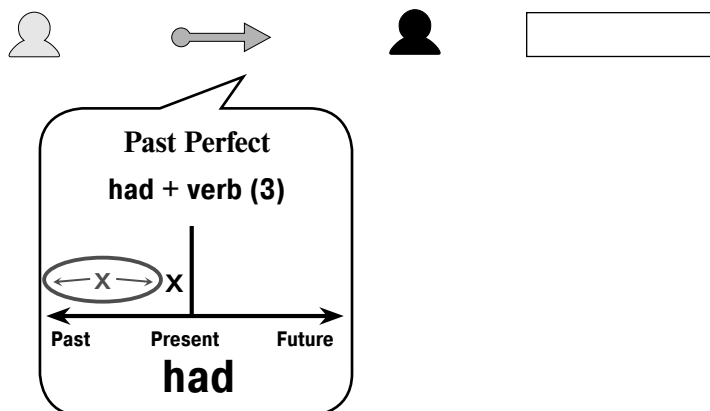 Past Perfect
had + verb (3)
X X
Past Present Future
had